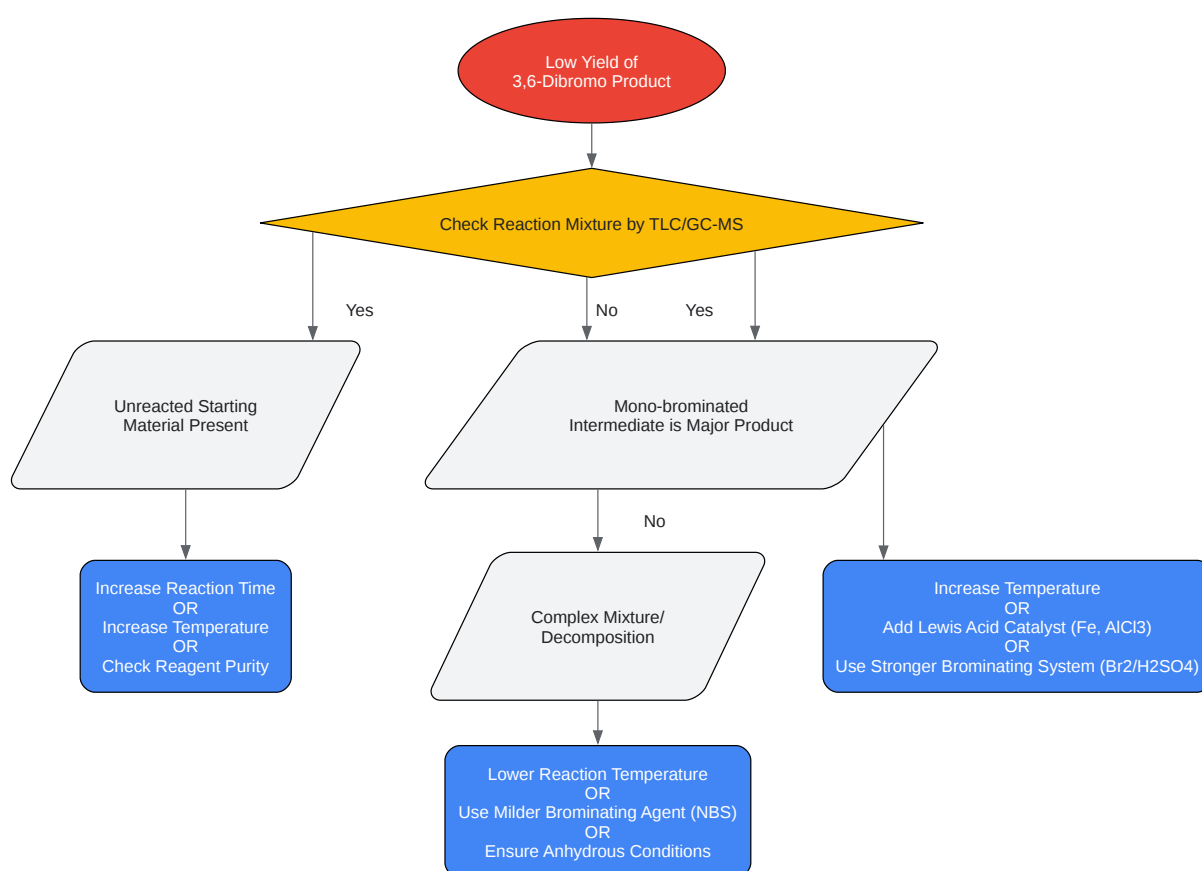 Low Yield of
3,6-Dibromo Product
Check Reaction Mixture by TLC/GC-MS
Yes
No
Yes
Unreacted Starting
Material Present
Mono-brominated
Intermediate is Major Product
No
Increase Reaction Time
OR
Increase Temperature
OR
Check Reagent Purity
Complex Mixture/
Decomposition
Increase Temperature
OR
Add Lewis Acid Catalyst (Fe, AlCl3)
OR
Use Stronger Brominating System (Br2/H2SO4)
Lower Reaction Temperature
OR
Use Milder Brominating Agent (NBS)
OR
Ensure Anhydrous Conditions